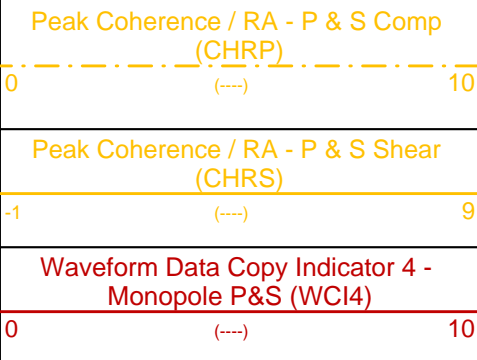 Peak Coherence / RA - P & S Comp
(CHRP)
0 (----) 10
Peak Coherence / RA - P & S Shear
(CHRS)
-1 (----) 9
Waveform Data Copy Indicator 4 -
Monopole P&S (WCI4)
0 (----) 10